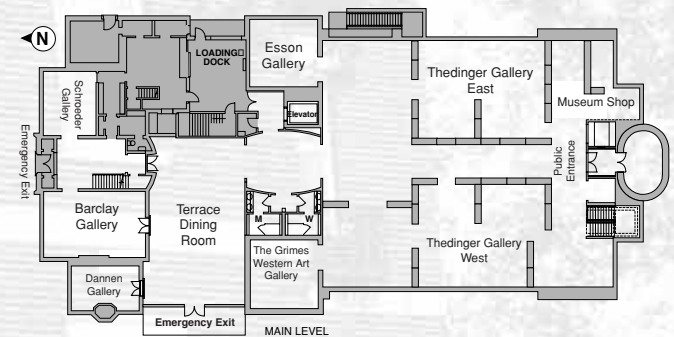 N
LOADING
DOCK
Esson
Gallery
Thedinger Gallery
East
Schroeder
Gallery
Elevator
Museum Shop
Emergency Exit
Public
Entrance
Barclay
Gallery
Terrace
Dining
Room
M
W
The Grimes
Western Art
Gallery
Thedinger Gallery
West
Dannen
Gallery
Emergency Exit
MAIN LEVEL